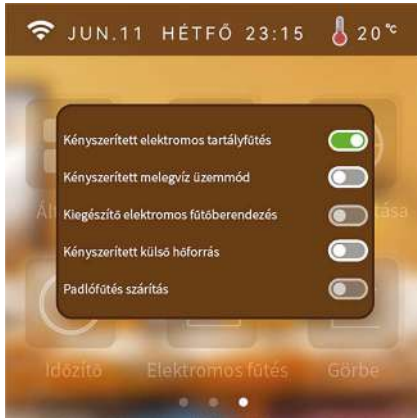 JUN.11 HÉTFŐ 23:15 20°C
Kényszerített elektromos tartályfűtés
Kényszerített melegvíz üzemmód
Kiegészítő elektromos fűtőberendezés
Kényszerített külső hőforrás
Padlófűtés szárítás
Időzítő Elektromos fűtés Görbe